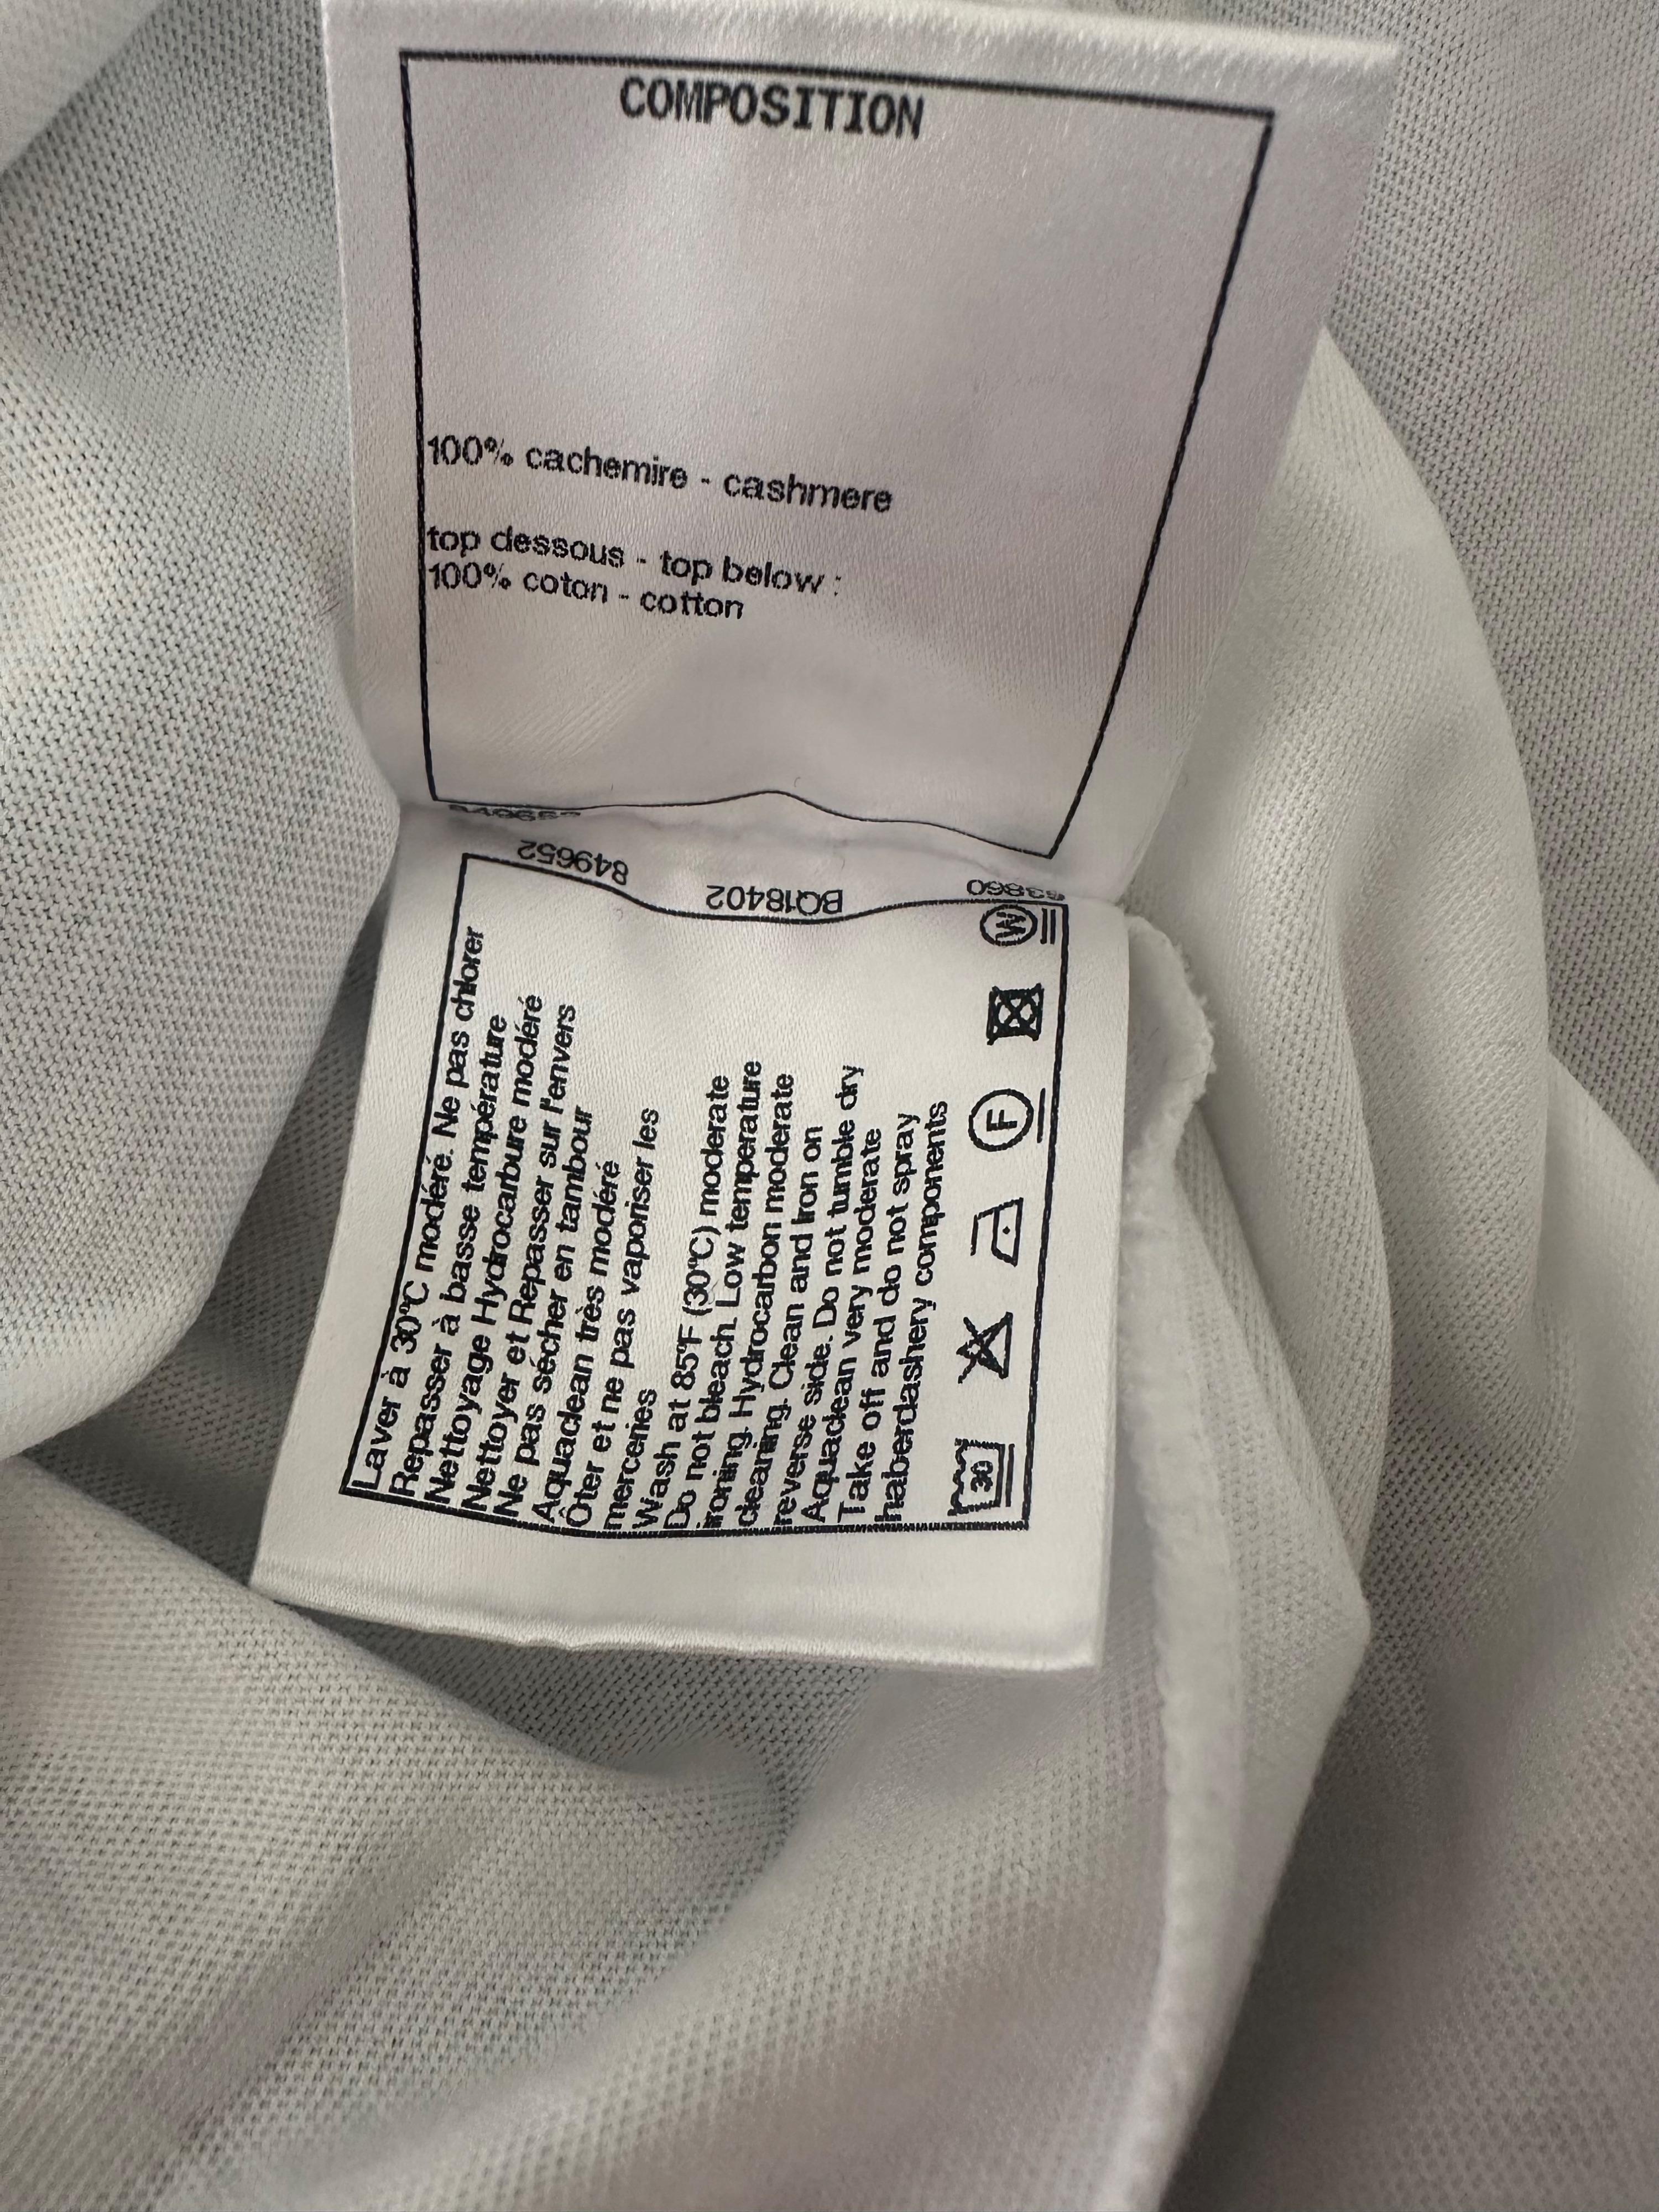 COMPOSITION
100% cachemire - cashmere
top dessous - top below :
100% coton - cotton
849652
849652 BQ18402 63860
Laver à 30°C modéré. Ne pas chlorer
Repasser à basse température
Nettoyage Hydrocarbure modéré
Nettoyer et Repasser sur l'envers
Ne pas sécher en tambour
Aquaclean très modéré
Ôter et ne pas vaporiser les
merceries
Wash at 85°F (30°C) moderate
Do not bleach. Low temperature
ironing. Hydrocarbon moderate
cleaning. Clean and Iron on
reverse side. Do not tumble dry
Aquaclean very moderate
Take off and do not spray
haberdashery components
30 F W